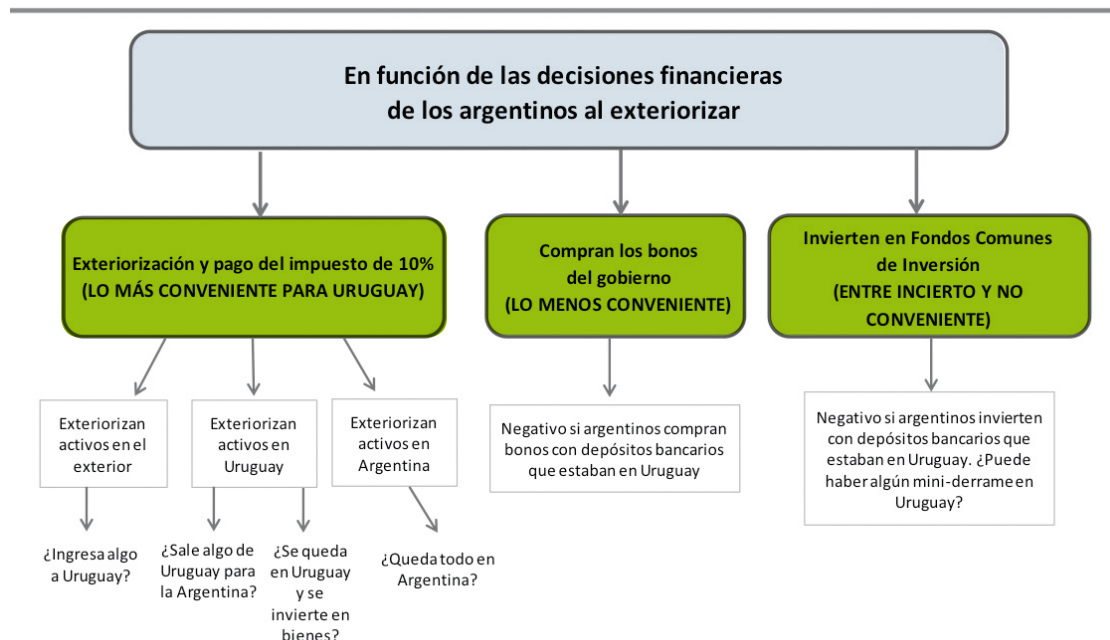 En función de las decisiones financieras
de los argentinos al exteriorizar
Exteriorización y pago del impuesto de 10%
(LO MÁS CONVENIENTE PARA URUGUAY)
Compran los bonos
del gobierno
(LO MENOS CONVENIENTE)
Invierten en Fondos Comunes
de Inversión
(ENTRE INCIERTO Y NO
CONVENIENTE)
Exteriorizan
activos en el
exterior
Exteriorizan
activos en
Uruguay
Exteriorizan
activos en
Argentina
Negativo si argentinos compran
bonos con depósitos bancarios
que estaban en Uruguay
Negativo si argentinos invierten
con depósitos bancarios que
estaban en Uruguay. ¿Puede
haber algún mini-derrame en
Uruguay?
¿Ingresa algo
a Uruguay?
¿Sale algo de
Uruguay para
la Argentina?
¿Se queda
en Uruguay
y se
invierte en
bienes?
¿Queda todo en
Argentina?